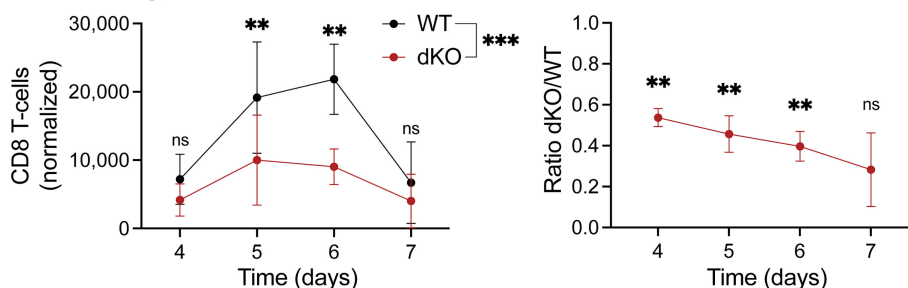 30,000
20,000
10,000
0
CD8 T-cells
(normalized)
ns
**
**
ns
WT
dKO
***
4 5 6 7
Time (days)
1.0
0.8
0.6
0.4
0.2
0.0
Ratio dKO/WT
**
**
**
ns
4 5 6 7
Time (days)